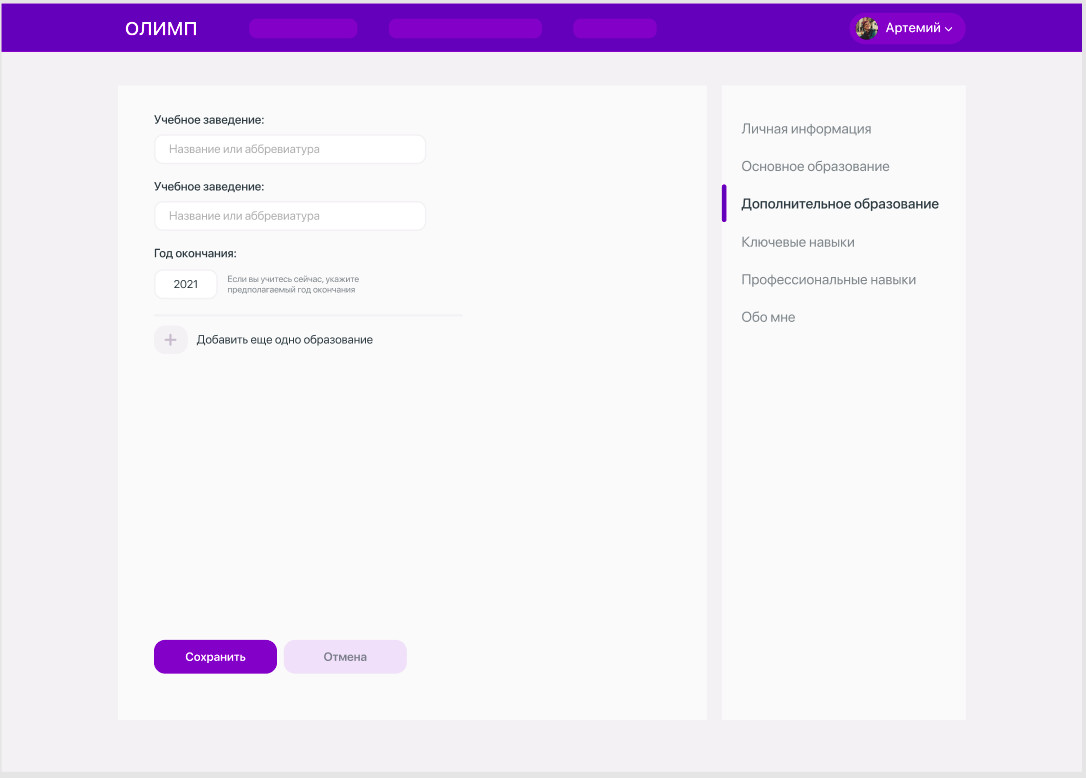 ОЛИМП
Артемий
Учебное заведение:
Название или аббревиатура
Учебное заведение:
Название или аббревиатура
Год окончания:
2021
Если вы учитесь сейчас, укажите
предполагаемый год окончания
+
Добавить еще одно образование
Сохранить
Отмена
Личная информация
Основное образование
Дополнительное образование
Ключевые навыки
Профессиональные навыки
Обо мне